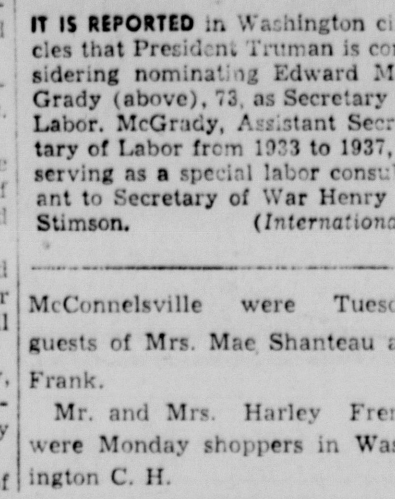 IT IS REPORTED in Washington ci
cles that President Truman is co
sidering nominating Edward M
Grady (above), 73, as Secretary
Labor. McGrady, Assistant Secr
tary of Labor from 1933 to 1937,
serving as a special labor consu
ant to Secretary of War Henry
Stimson. (Internationa
McConnelsville were Tuesd
guests of Mrs. Mae Shanteau a
Frank.
Mr. and Mrs. Harley Fre
were Monday shoppers in Was
ington C. H.